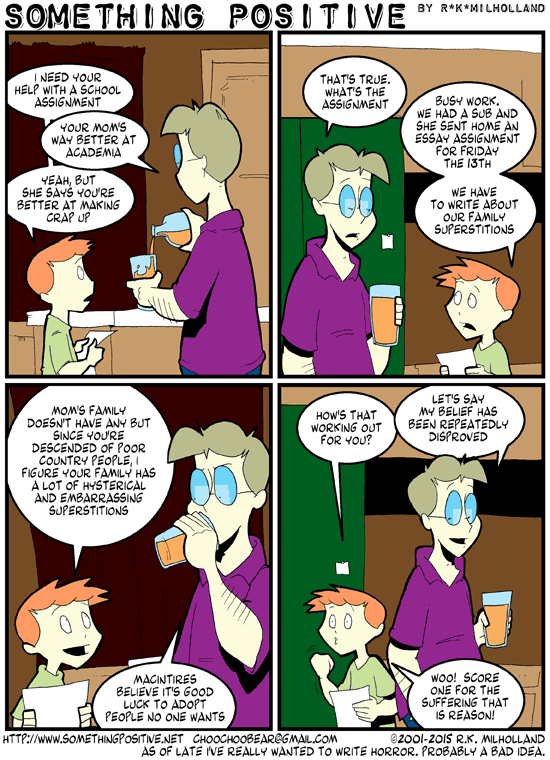 SOMETHING POSITIVE BY R*K*MILHOLLAND
I NEED YOUR
HELP WITH A SCHOOL
ASSIGNMENT
YOUR MOM'S
WAY BETTER AT
ACADEMIA
YEAH, BUT
SHE SAYS YOU'RE
BETTER AT MAKING
CRAP UP
THAT'S TRUE.
WHAT'S THE
ASSIGNMENT
BUSY WORK.
WE HAD A SUB AND
SHE SENT HOME AN
ESSAY ASSIGNMENT
FOR FRIDAY
THE 13TH
WE HAVE
TO WRITE ABOUT
OUR FAMILY
SUPERSTITIONS
MOM'S FAMILY
DOESN'T HAVE ANY BUT
SINCE YOU'RE
DESCENDED OF POOR
COUNTRY PEOPLE, I
FIGURE YOUR FAMILY HAS
A LOT OF HYSTERICAL
AND EMBARRASSING
SUPERSTITIONS
MACINTIRES
BELIEVE IT'S GOOD
LUCK TO ADOPT
PEOPLE NO ONE WANTS
HOW'S THAT
WORKING OUT
FOR YOU?
LET'S SAY
MY BELIEF HAS
BEEN REPEATEDLY
DISPROVED
WOO! SCORE
ONE FOR THE
SUFFERING THAT
IS REASON!
HTTP://WWW.SOMETHINGPOSITIVE.NET CHOOCHOOBEAR@GMAIL.COM ©2001-2015 R.K. MILHOLLAND
AS OF LATE I'VE REALLY WANTED TO WRITE HORROR. PROBABLY A BAD IDEA.